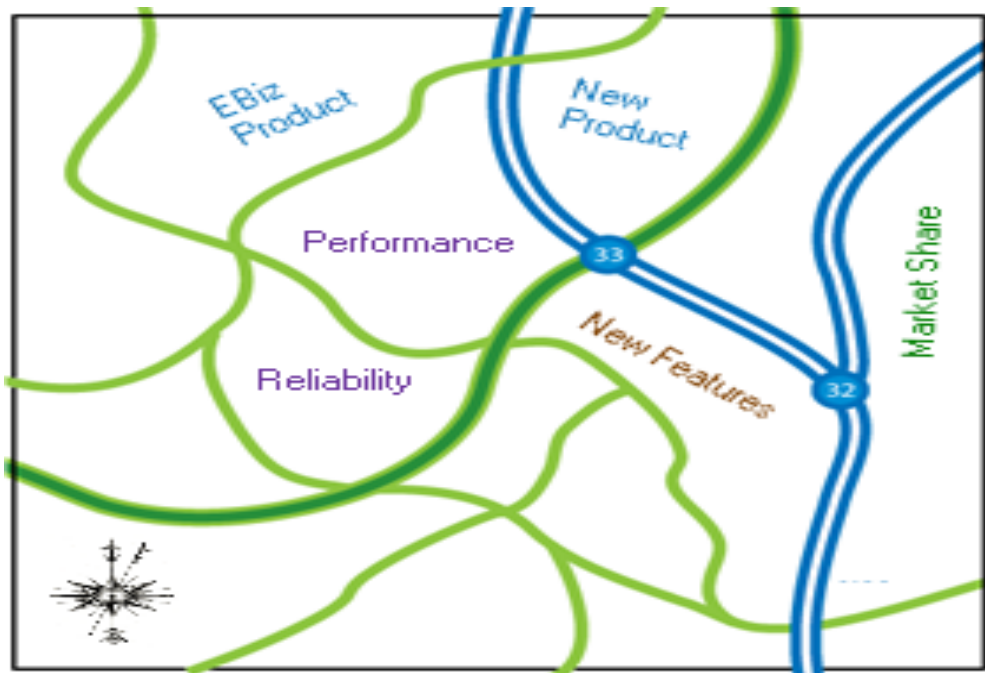 EBiz
Product
New
Product
Performance
33
Market Share
New Features
Reliability
32